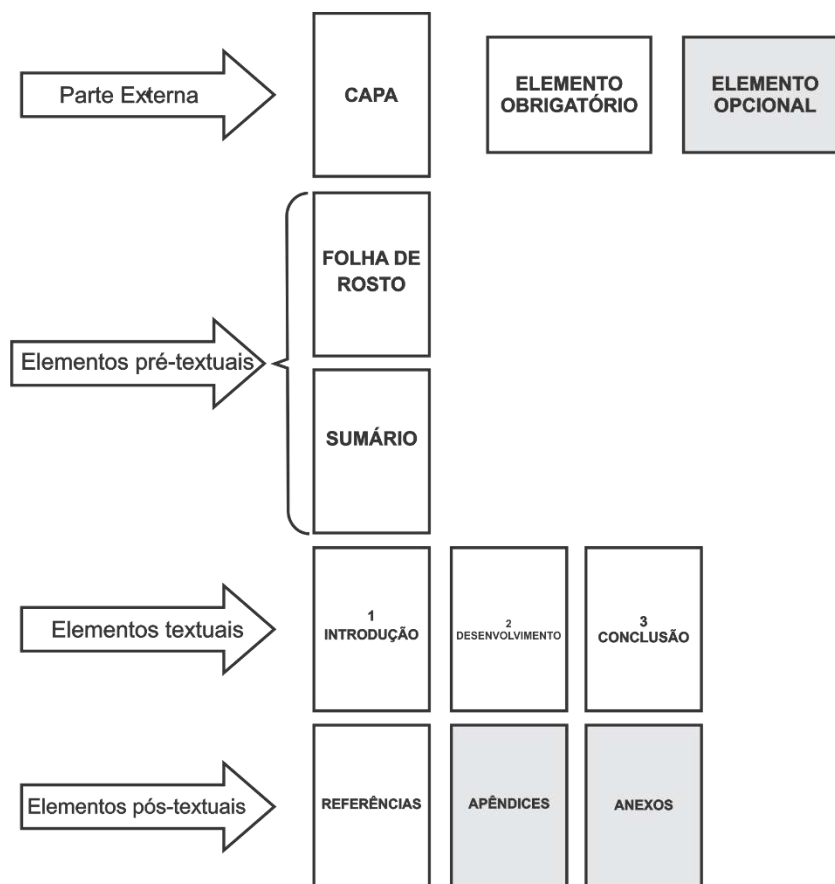 Parte Externa
CAPA
ELEMENTO
OBRIGATÓRIO
ELEMENTO
OPCIONAL
FOLHA DE
ROSTO
Elementos pré-textuais
SUMÁRIO
Elementos textuais
1
INTRODUÇÃO
2
DESENVOLVIMENTO
3
CONCLUSÃO
Elementos pós-textuais
REFERÊNCIAS
APÊNDICES
ANEXOS